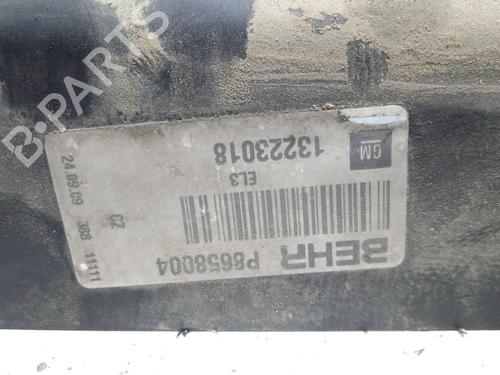 B-PARTS
GM
13223018
EL3
BEHR P8658004
CZ
24.09.09 388 11111